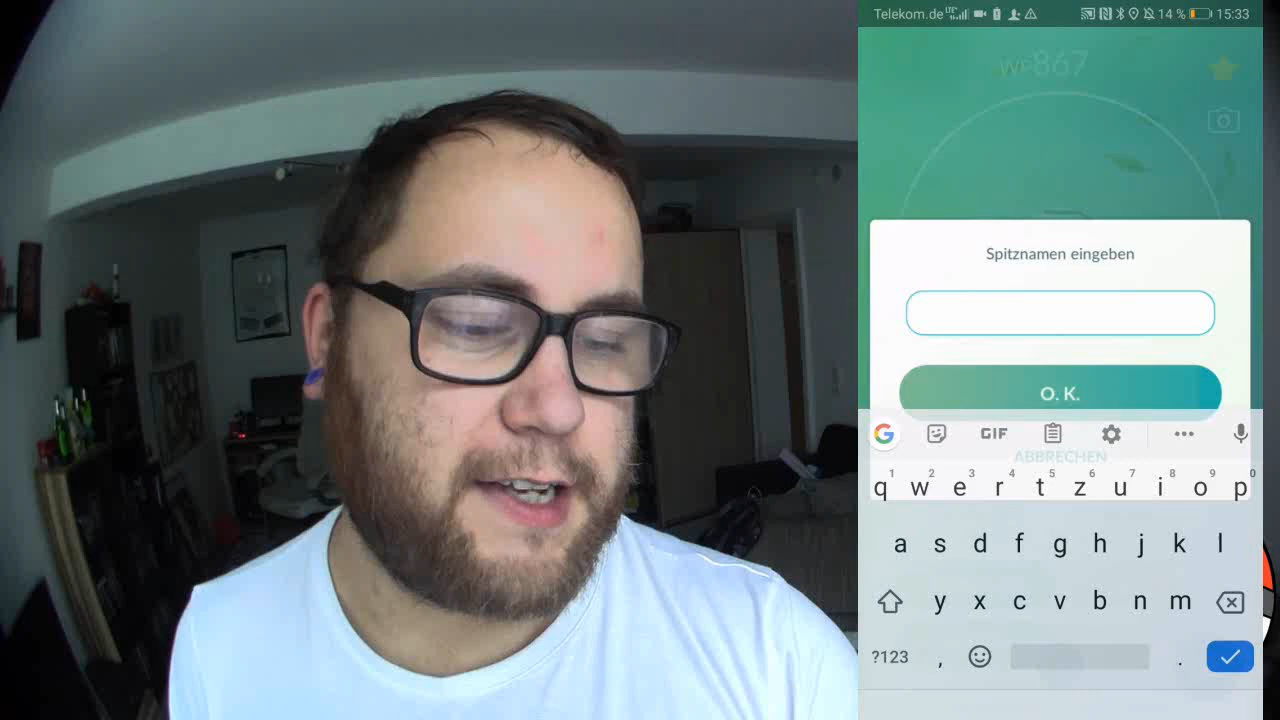 Telekom.de 14 % 15:33
WP867
Spitznamen eingeben
O. K.
GIF
ABBRECHEN
1 2 3 4 5 6 7 8 9 0
q w e r t z u i o p
a s d f g h j k l
y x c v b n m
?123 , .